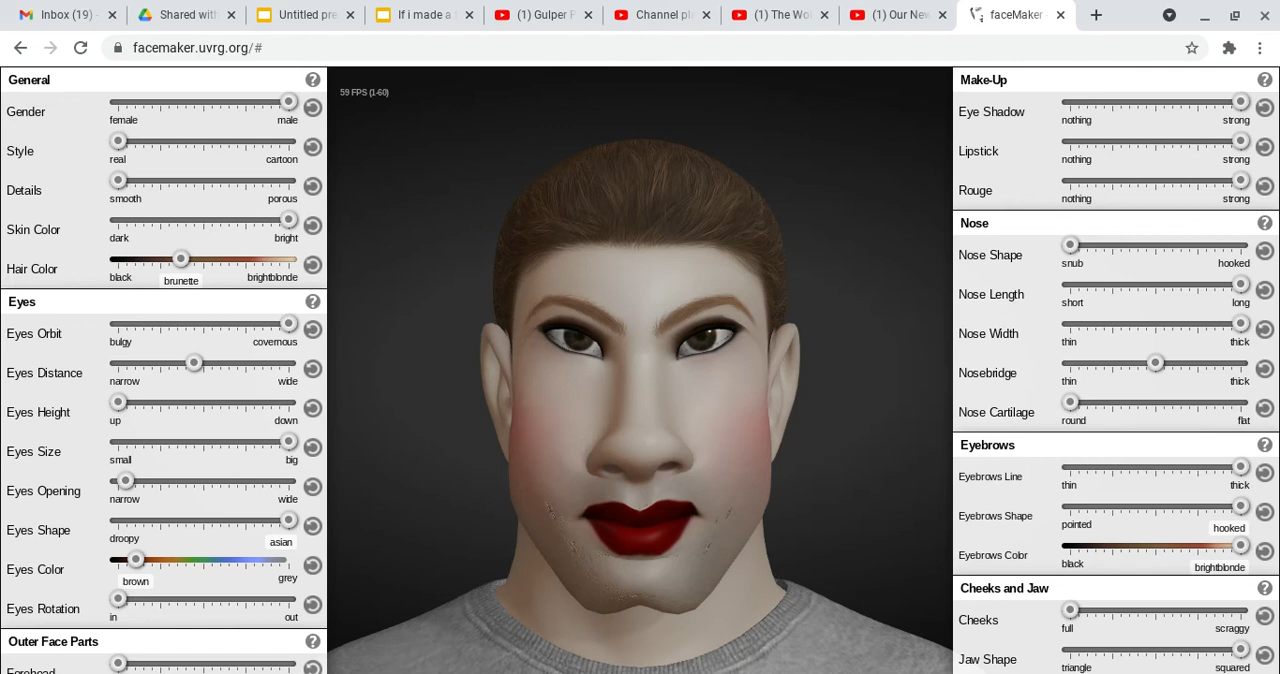 Inbox (19) -
Shared with
Untitled pre
If i made a
(1) Gulper F
Channel pl
(1) The Wo
(1) Our New
faceMaker
facemaker.uvrg.org/#
59 FPS (1-60)
General
Gender
female male
Style
real cartoon
Details
smooth porous
Skin Color
dark bright
Hair Color
black brunette brightblonde
Eyes
Eyes Orbit
bulgy covernous
Eyes Distance
narrow wide
Eyes Height
up down
Eyes Size
small big
Eyes Opening
narrow wide
Eyes Shape
droopy asian
Eyes Color
brown grey
Eyes Rotation
in out
Outer Face Parts
Forehead
Make-Up
Eye Shadow
nothing strong
Lipstick
nothing strong
Rouge
nothing strong
Nose
Nose Shape
snub hooked
Nose Length
short long
Nose Width
thin thick
Nosebridge
thin thick
Nose Cartilage
round flat
Eyebrows
Eyebrows Line
thin thick
Eyebrows Shape
pointed hooked
Eyebrows Color
black brightblonde
Cheeks and Jaw
Cheeks
full scraggy
Jaw Shape
triangle squared